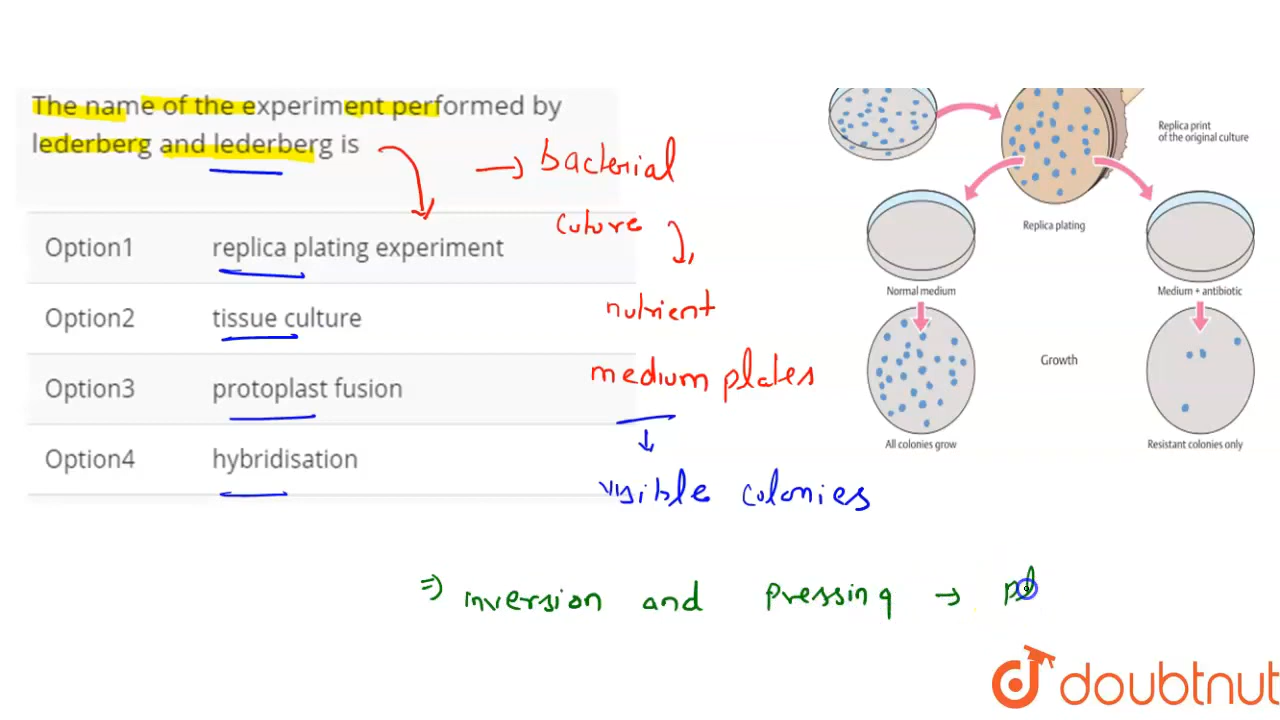 The name of the experiment performed by
lederberg and lederberg is
Option1 replica plating experiment
Option2 tissue culture
Option3 protoplast fusion
Option4 hybridisation
→ bacterial
cuture
nutrient
medium plates
visible colonies
⇒ inversion and pressing → pl
Replica print
of the original culture
Replica plating
Normal medium
Medium + antibiotic
Growth
All colonies grow
Resistant colonies only
doubtnut